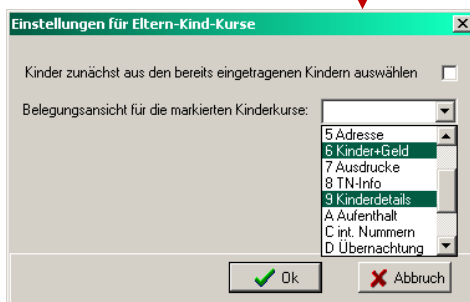 Einstellungen für Eltern-Kind-Kurse
Kinder zunächst aus den bereits eingetragenen Kindern auswählen
Belegungsansicht für die markierten Kinderkurse:
5 Adresse
6 Kinder+Geld
7 Ausdrucke
8 TN-Info
9 Kinderdetails
A Aufenthalt
C int. Nummern
D Übernachtung
Ok
Abbruch